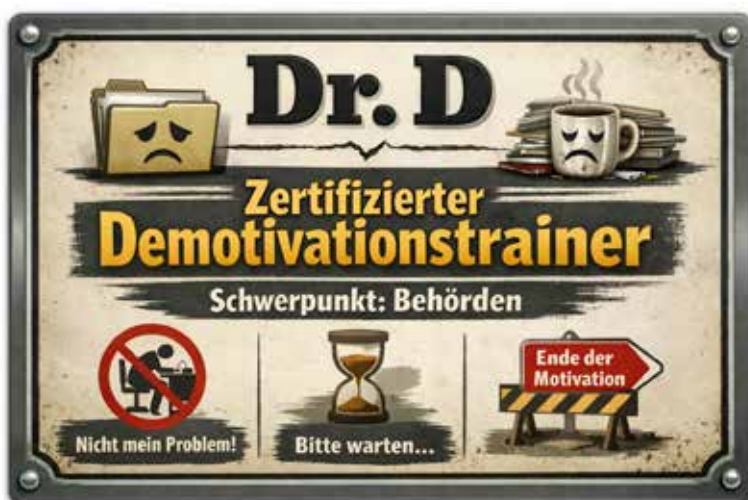 Dr. D
Zertifizierter
Demotivationstrainer
Schwerpunkt: Behörden
Nicht mein Problem!
Bitte warten...
Ende der
Motivation